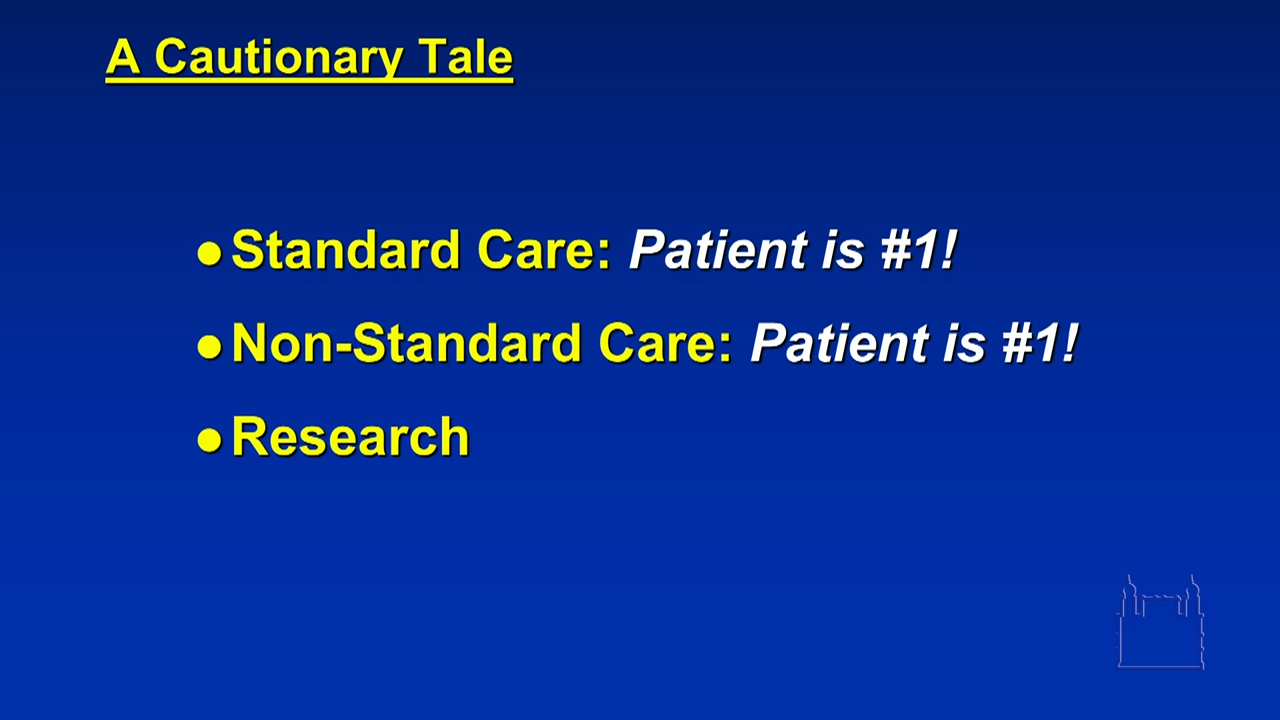 A Cautionary Tale
● Standard Care: Patient is #1!
● Non-Standard Care: Patient is #1!
● Research